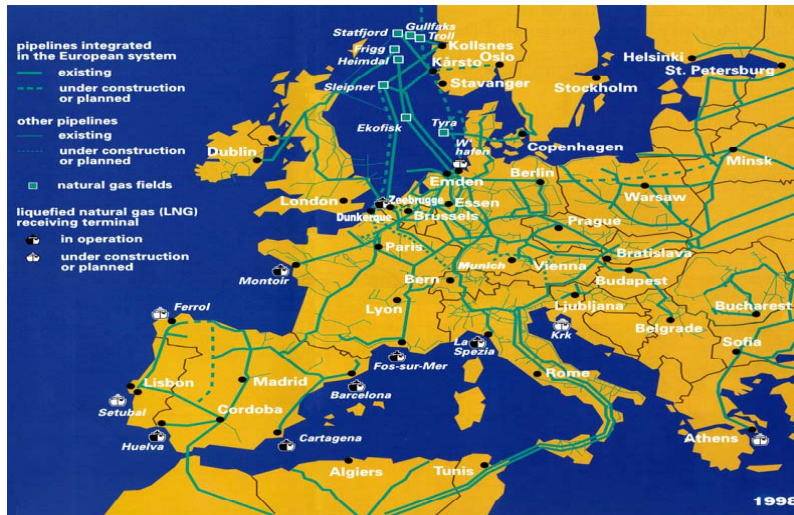 pipelines integrated
in the European system
existing
under construction
or planned
other pipelines
existing
under construction
or planned
natural gas fields
liquefied natural gas (LNG)
receiving terminal
in operation
under construction
or planned
Gullfaks
Statfjord
Troll
Frigg
Kollsnes
Heimdal
Kårsto
Oslo
Helsinki
St. Petersburg
Sleipner
Stavanger
Stockholm
Ekofisk
Tyra
Dublin
W'
hafen
Copenhagen
Minsk
Emden
Berlin
London
Zeebrugge
Essen
Warsaw
Dunkerque
Brussels
Prague
Paris
Munich
Vienna
Bratislava
Montoir
Bern
Budapest
Ferrol
Lyon
Ljubljana
Bucharest
La
Spezia
Krk
Belgrade
Sofia
Fos-sur-Mer
Lisbon
Madrid
Barcelona
Rome
Setubal
Cordoba
Huelva
Cartagena
Athens
Algiers
Tunis
1998